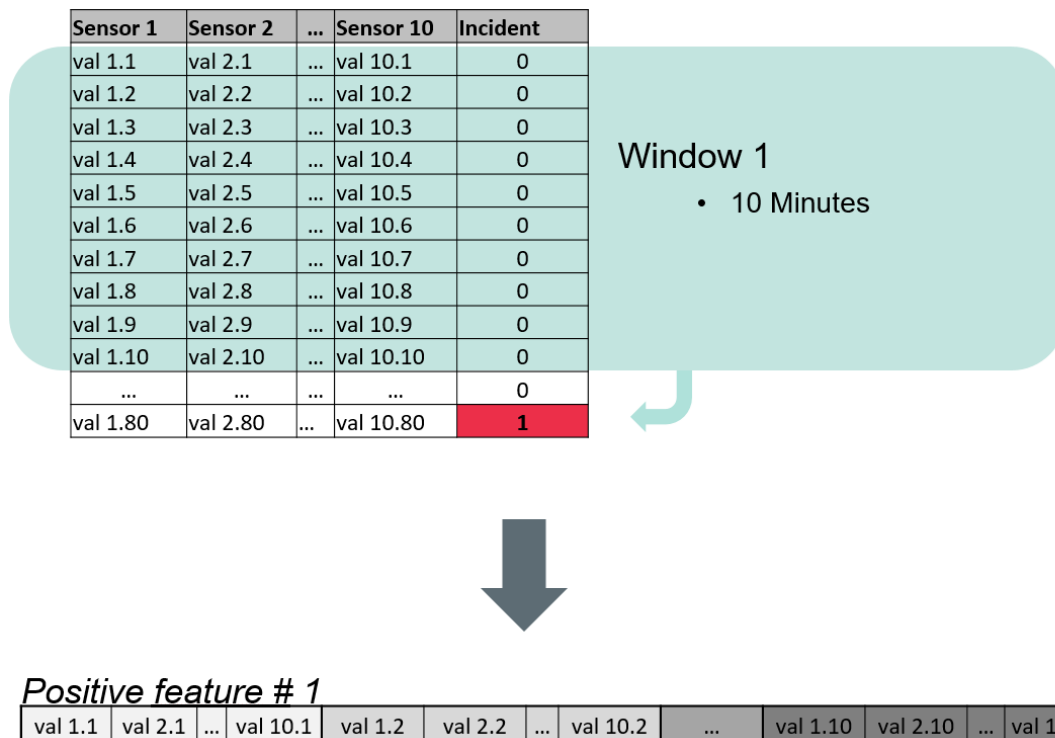 Sensor 1 Sensor 2 ... Sensor 10 Incident
val 1.1 val 2.1 ... val 10.1 0
val 1.2 val 2.2 ... val 10.2 0
val 1.3 val 2.3 ... val 10.3 0
val 1.4 val 2.4 ... val 10.4 0
val 1.5 val 2.5 ... val 10.5 0
val 1.6 val 2.6 ... val 10.6 0
val 1.7 val 2.7 ... val 10.7 0
val 1.8 val 2.8 ... val 10.8 0
val 1.9 val 2.9 ... val 10.9 0
val 1.10 val 2.10 ... val 10.10 0
... ... ... ... 0
val 1.80 val 2.80 ... val 10.80 1
Window 1
• 10 Minutes
Positive feature # 1
val 1.1 val 2.1 ... val 10.1 val 1.2 val 2.2 ... val 10.2 ... val 1.10 val 2.10 ... val 1